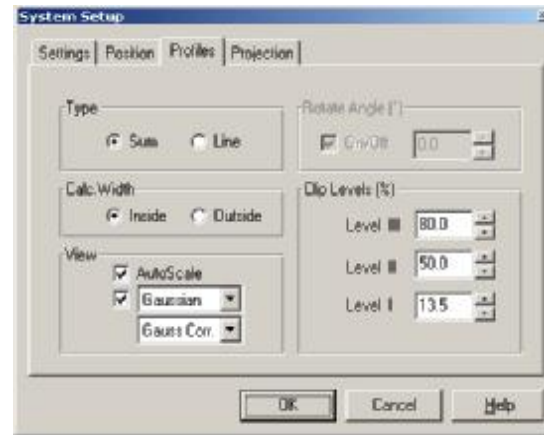 System Setup
Settings Position Profiles Projection
Type
Sum Line
Rotate Angle (°)
On/Off 0.0
Calc.Width
Inside Outside
Clip Levels (%)
Level III 80.0
Level II 50.0
Level I 13.5
View
AutoScale
Gaussian
Gauss Corr.
OK Cancel Help